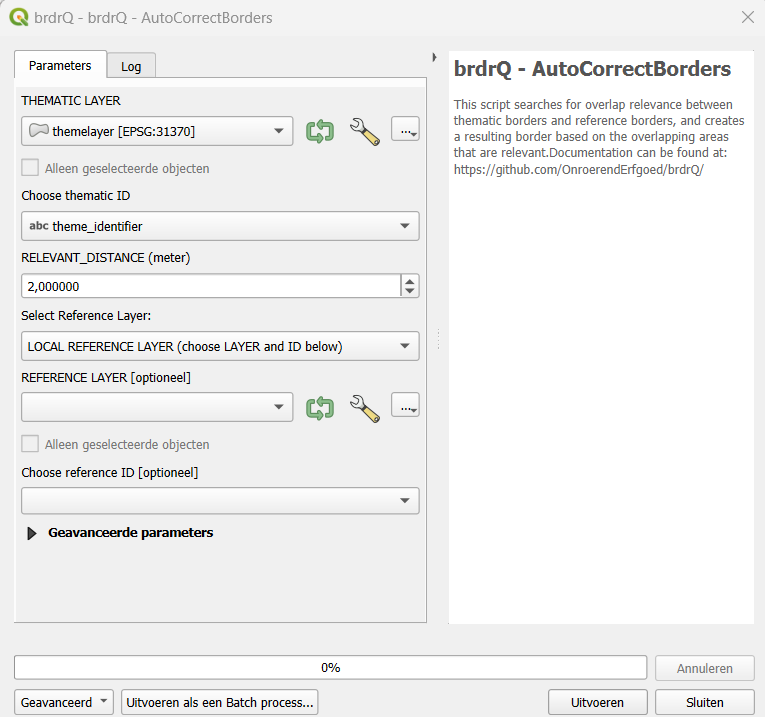 brdrQ - brdrQ - AutoCorrectBorders
Parameters
Log
THEMATIC LAYER
themelayer [EPSG:31370]
...
Alleen geselecteerde objecten
Choose thematic ID
abc theme_identifier
RELEVANT_DISTANCE (meter)
2,000000
Select Reference Layer:
LOCAL REFERENCE LAYER (choose LAYER and ID below)
REFERENCE LAYER [optioneel]
...
Alleen geselecteerde objecten
Choose reference ID [optioneel]
Geavanceerde parameters
brdrQ - AutoCorrectBorders
This script searches for overlap relevance between
thematic borders and reference borders, and creates
a resulting border based on the overlapping areas
that are relevant.Documentation can be found at:
https://github.com/OnroerendErfgoed/brdrQ/
0%
Annuleren
Geavanceerd
Uitvoeren als een Batch process...
Uitvoeren
Sluiten